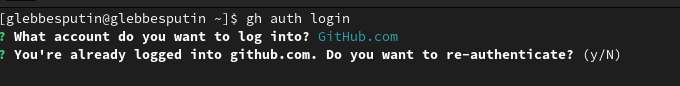 [glebbesputin@glebbesputin ~]$ gh auth login
? What account do you want to log into? GitHub.com
? You're already logged into github.com. Do you want to re-authenticate? (y/N)